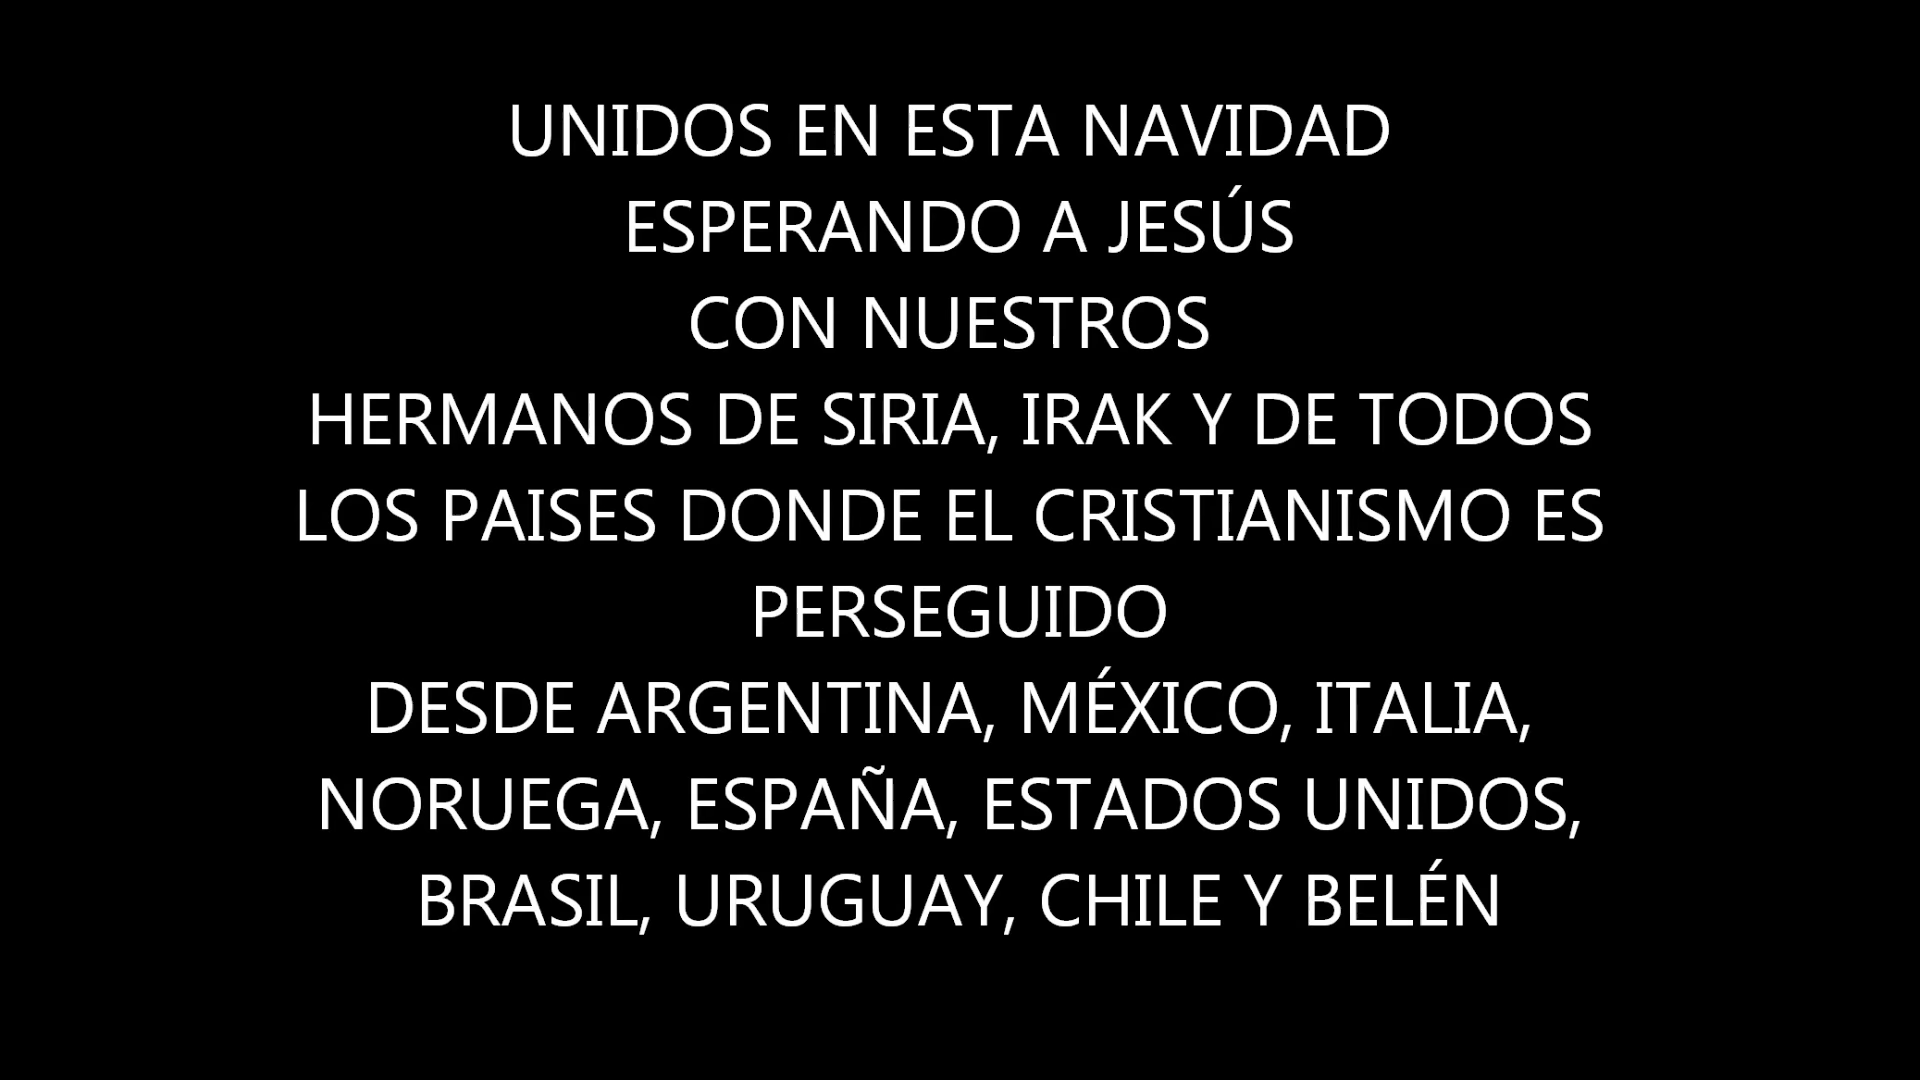 UNIDOS EN ESTA NAVIDAD
ESPERANDO A JESÚS
CON NUESTROS
HERMANOS DE SIRIA, IRAK Y DE TODOS
LOS PAISES DONDE EL CRISTIANISMO ES
PERSEGUIDO
DESDE ARGENTINA, MÉXICO, ITALIA,
NORUEGA, ESPAÑA, ESTADOS UNIDOS,
BRASIL, URUGUAY, CHILE Y BELÉN